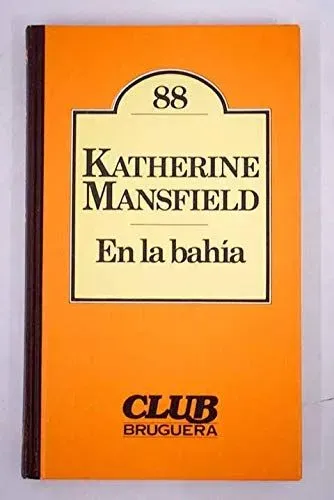 88
KATHERINE
MANSFIELD
En la bahía
CLUB
BRUGUERA